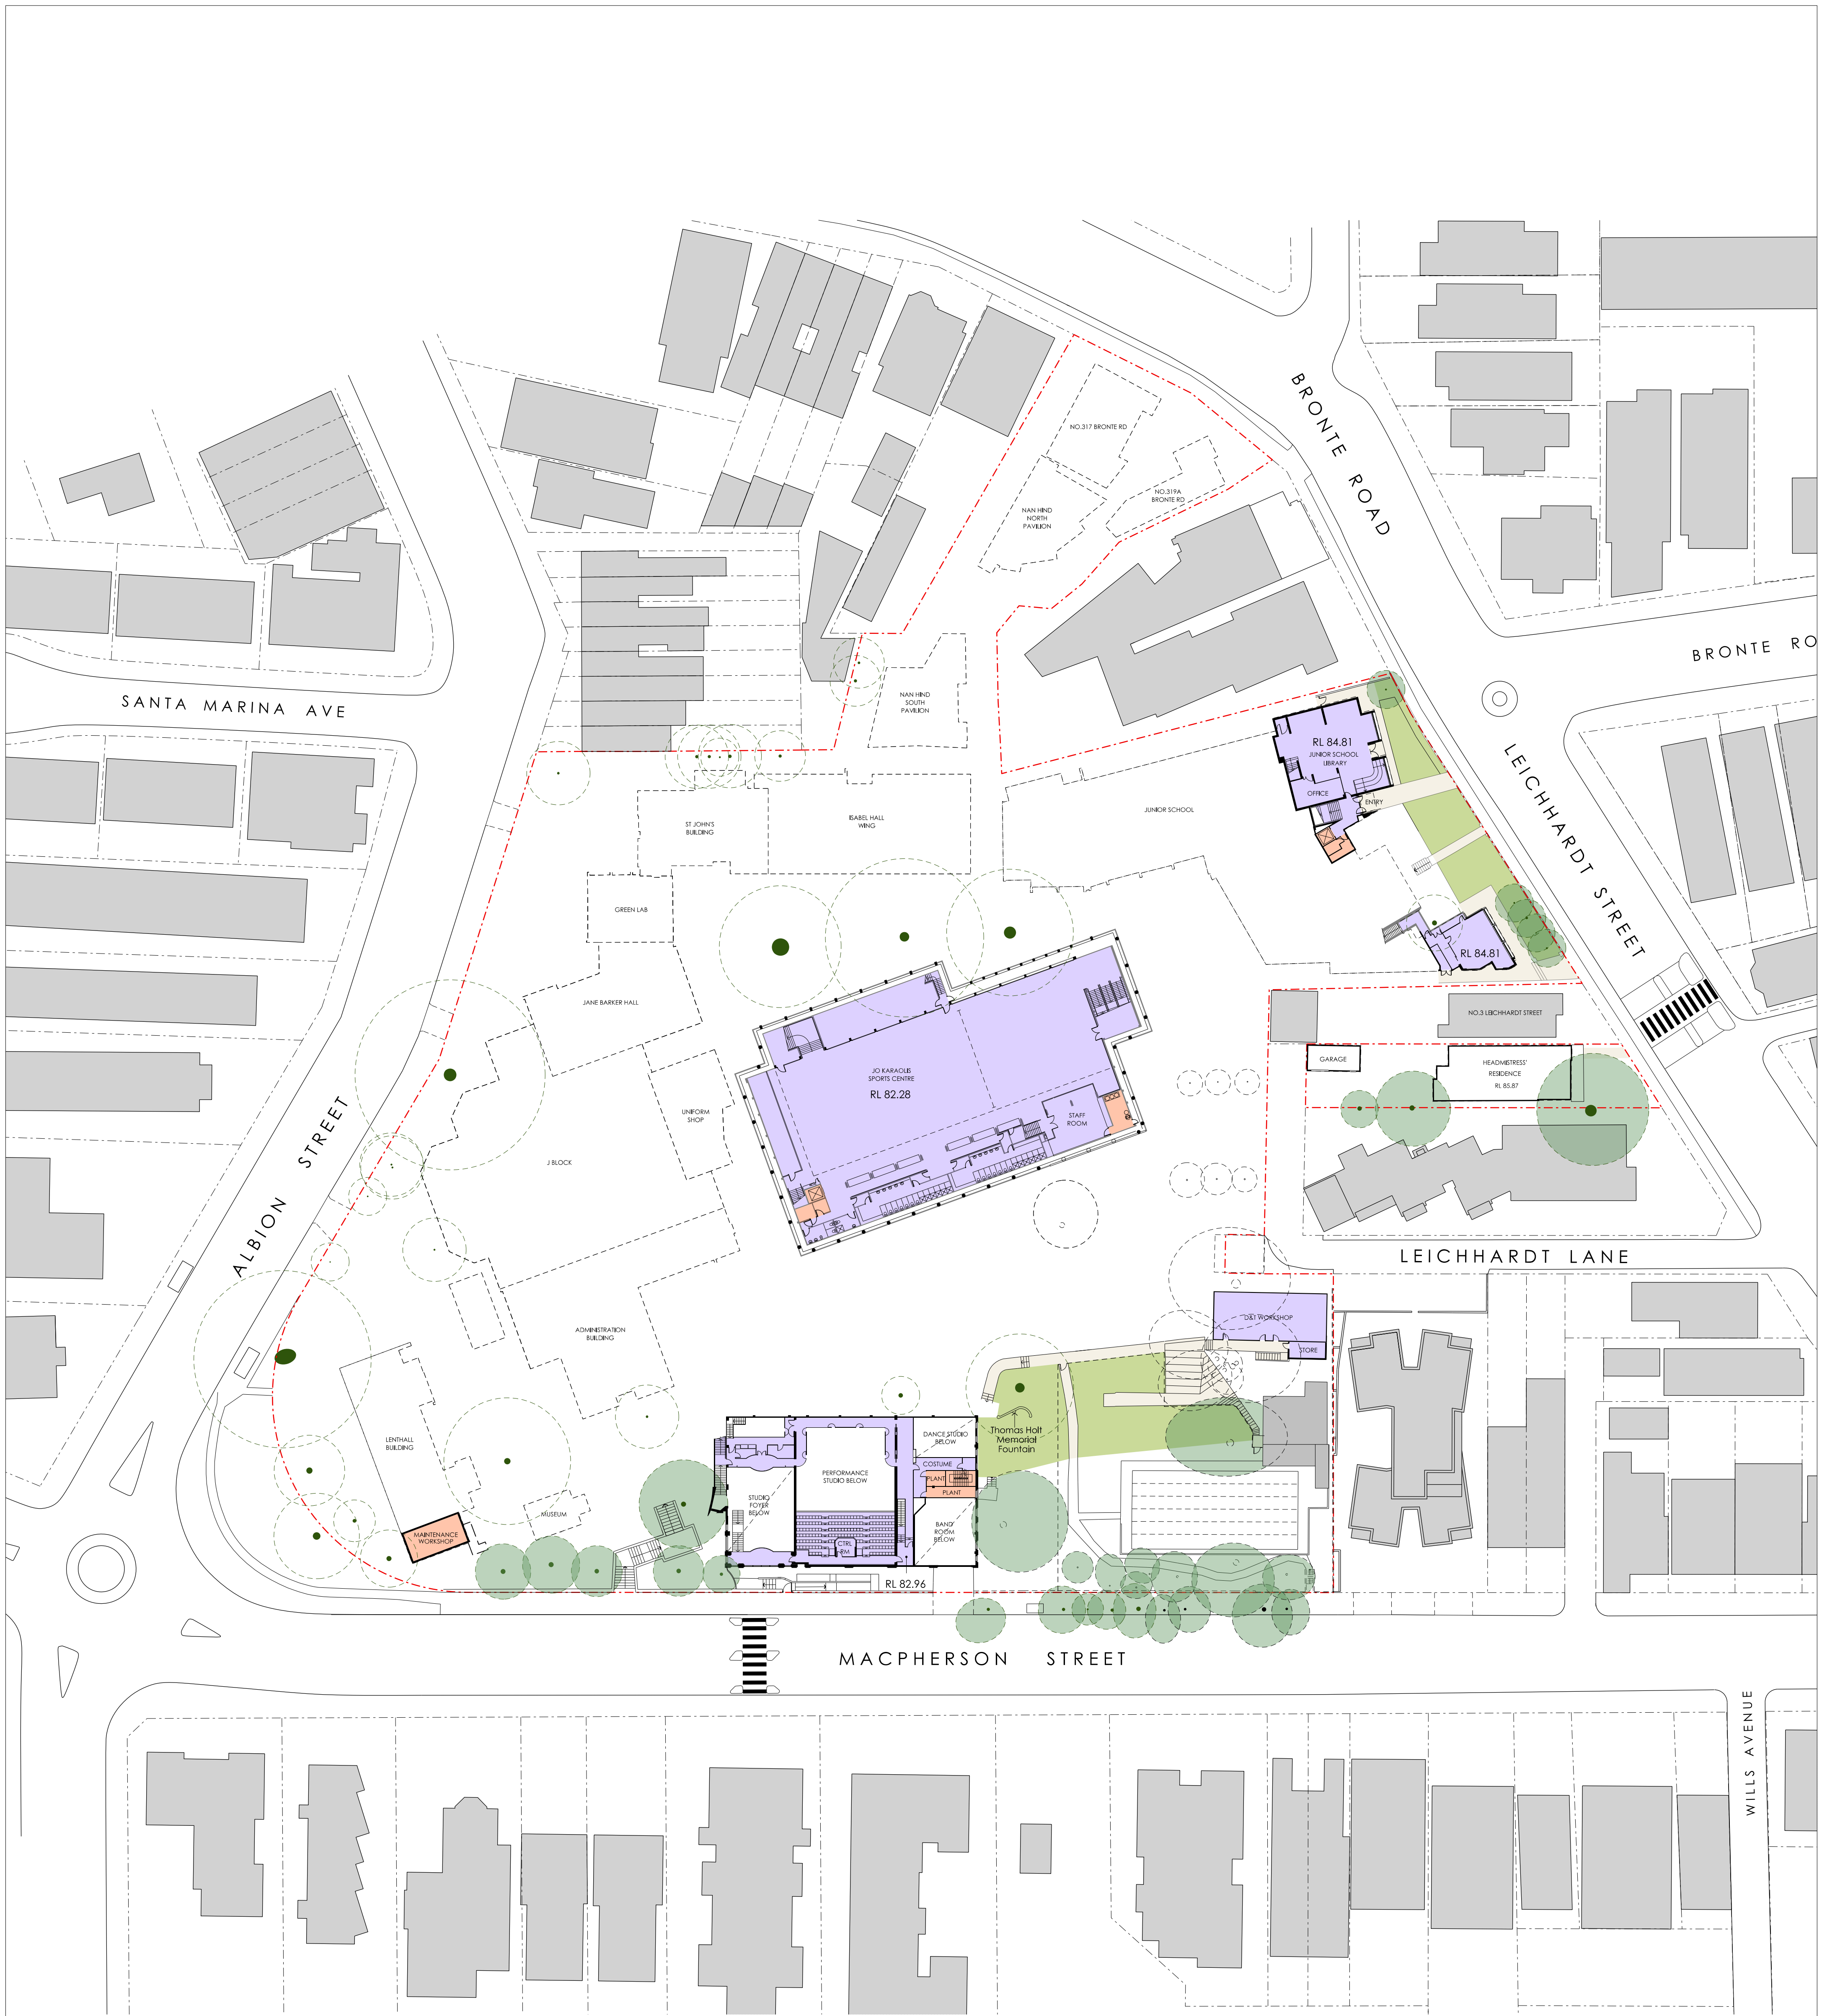 BRONTE ROAD
NO.317 BRONTE RD
NO.319A
BRONTE RD
NAN HIND
NORTH
PAVILION
BRONTE RO
SANTA MARINA AVE
NAN HIND
SOUTH
PAVILION
RL 84.81
JUNIOR SCHOOL
LIBRARY
OFFICE
ENTRY
LEICHHARDT STREET
JUNIOR SCHOOL
ST JOHN'S
BUILDING
ISABEL HALL
WING
GREEN LAB
RL 84.81
JANE BARKER HALL
NO.3 LEICHHARDT STREET
GARAGE
HEADMISTRESS'
RESIDENCE
RL 85.87
JO KARAOLIS
SPORTS CENTRE
RL 82.28
STAFF
ROOM
UNIFORM
SHOP
ALBION STREET
J BLOCK
LEICHHARDT LANE
D&T WORKSHOP
STORE
ADMINISTRATION
BUILDING
Thomas Holt
Memorial
Fountain
LENTHALL
BUILDING
DANCE STUDIO
BELOW
COSTUME
PLANT
PLANT
PERFORMANCE
STUDIO BELOW
STUDIO
FOYER
BELOW
BAND
ROOM
BELOW
CTRL
RM
MUSEUM
MAINTENANCE
WORKSHOP
RL 82.96
MACPHERSON STREET
WILLS AVENUE